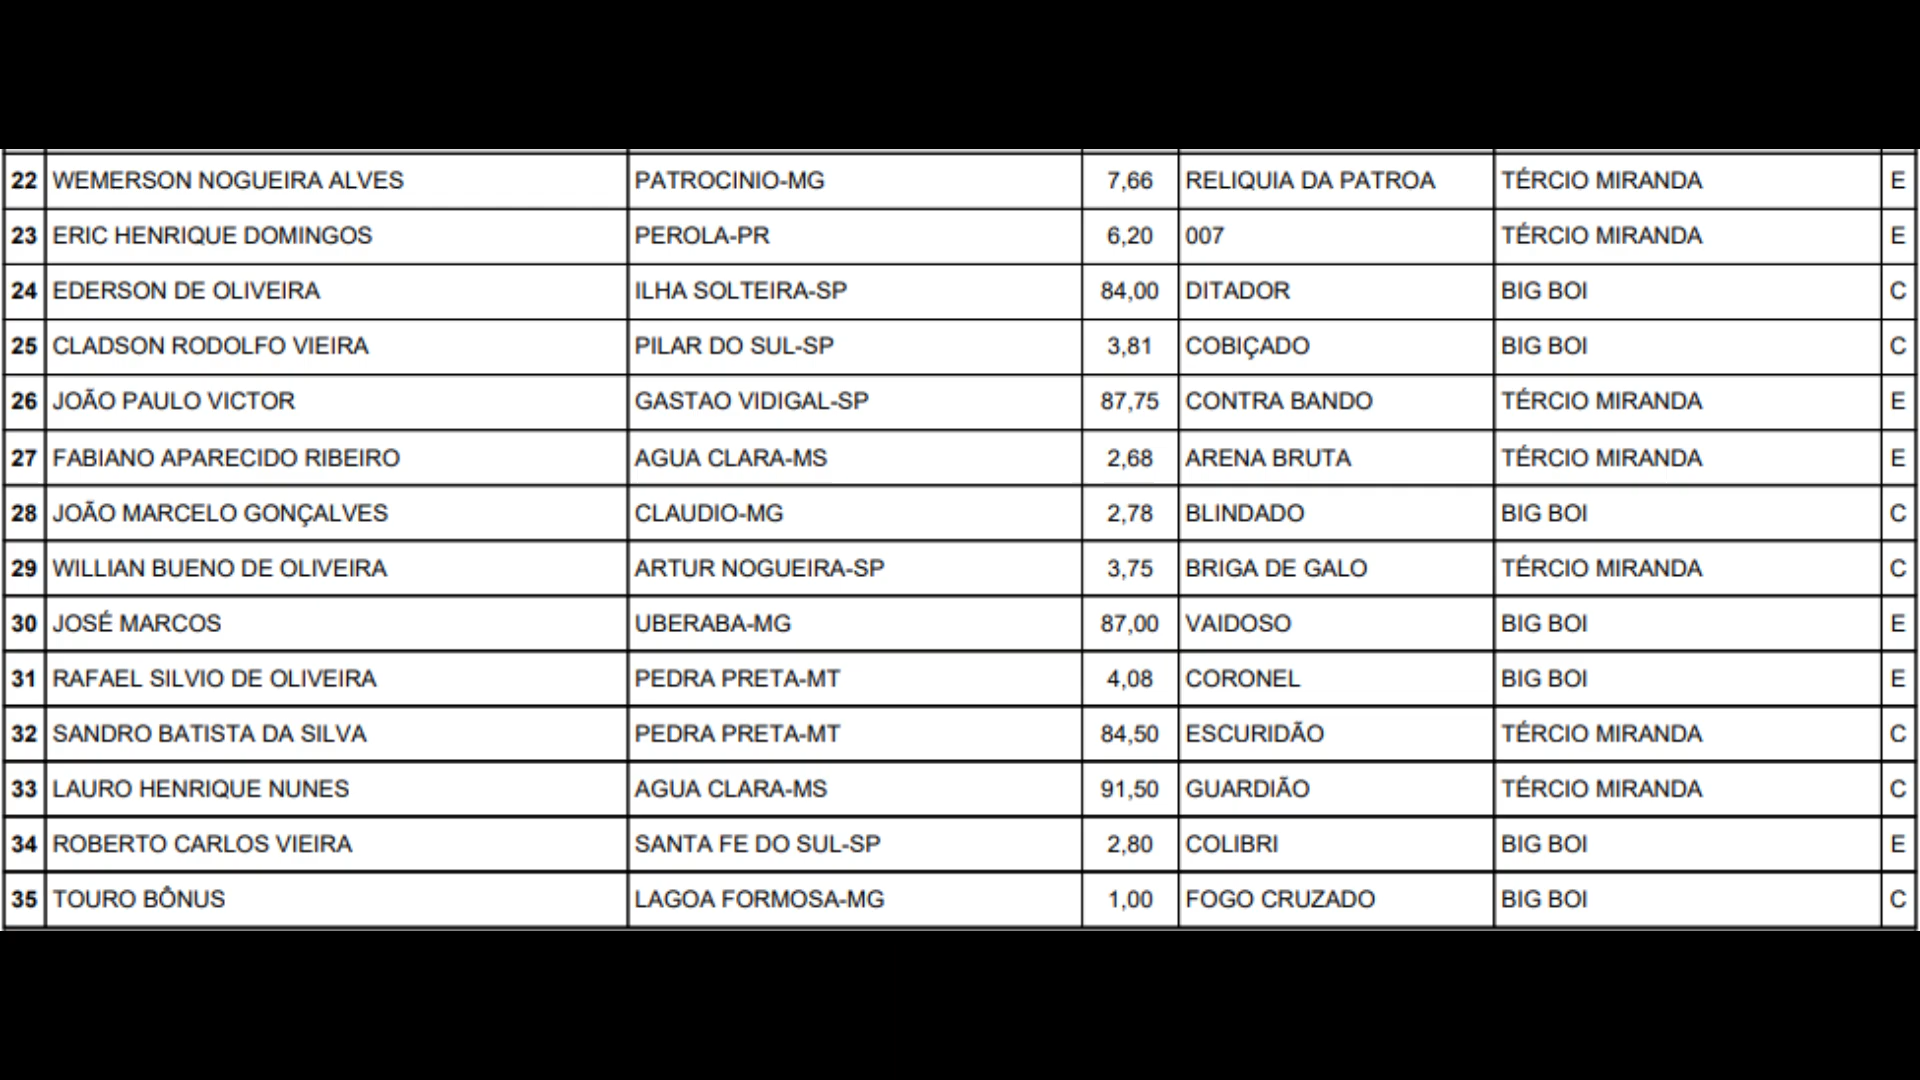 22 WEMERSON NOGUEIRA ALVES PATROCINIO-MG 7,66 RELIQUIA DA PATROA TÉRCIO MIRANDA E
23 ERIC HENRIQUE DOMINGOS PEROLA-PR 6,20 007 TÉRCIO MIRANDA E
24 EDERSON DE OLIVEIRA ILHA SOLTEIRA-SP 84,00 DITADOR BIG BOI C
25 CLADSON RODOLFO VIEIRA PILAR DO SUL-SP 3,81 COBIÇADO BIG BOI C
26 JOÃO PAULO VICTOR GASTAO VIDIGAL-SP 87,75 CONTRA BANDO TÉRCIO MIRANDA E
27 FABIANO APARECIDO RIBEIRO AGUA CLARA-MS 2,68 ARENA BRUTA TÉRCIO MIRANDA E
28 JOÃO MARCELO GONÇALVES CLAUDIO-MG 2,78 BLINDADO BIG BOI C
29 WILLIAN BUENO DE OLIVEIRA ARTUR NOGUEIRA-SP 3,75 BRIGA DE GALO TÉRCIO MIRANDA C
30 JOSÉ MARCOS UBERABA-MG 87,00 VAIDOSO BIG BOI E
31 RAFAEL SILVIO DE OLIVEIRA PEDRA PRETA-MT 4,08 CORONEL BIG BOI E
32 SANDRO BATISTA DA SILVA PEDRA PRETA-MT 84,50 ESCURIDÃO TÉRCIO MIRANDA C
33 LAURO HENRIQUE NUNES AGUA CLARA-MS 91,50 GUARDIÃO TÉRCIO MIRANDA C
34 ROBERTO CARLOS VIEIRA SANTA FE DO SUL-SP 2,80 COLIBRI BIG BOI E
35 TOURO BÔNUS LAGOA FORMOSA-MG 1,00 FOGO CRUZADO BIG BOI C